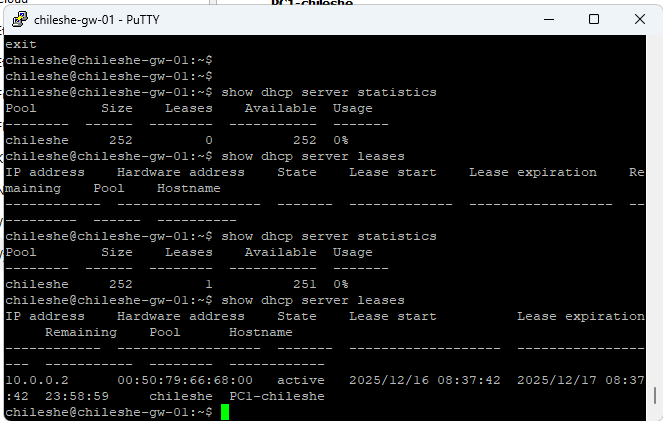 PC1-chileshe
chileshe-gw-01 - PuTTY
exit
chileshe@chileshe-gw-01:~$
chileshe@chileshe-gw-01:~$
chileshe@chileshe-gw-01:~$ show dhcp server statistics
Pool        Size    Leases    Available  Usage
--------  ------  --------  -----------  -------
chileshe     252         0          252  0%
chileshe@chileshe-gw-01:~$ show dhcp server leases
IP address    Hardware address    State    Lease start    Lease expiration    Re
maining    Pool    Hostname
------------  ------------------  -------  -------------  ------------------  --
---------  ------  ----------
chileshe@chileshe-gw-01:~$ show dhcp server statistics
Pool        Size    Leases    Available  Usage
--------  ------  --------  -----------  -------
chileshe     252         1          251  0%
chileshe@chileshe-gw-01:~$ show dhcp server leases
IP address    Hardware address    State    Lease start          Lease expiration
     Remaining    Pool      Hostname
------------  ------------------  -------  -------------------  ----------------
---  -----------  --------  ------------
10.0.0.2      00:50:79:66:68:00   active   2025/12/16 08:37:42  2025/12/17 08:37
:42  23:58:59     chileshe  PC1-chileshe
chileshe@chileshe-gw-01:~$